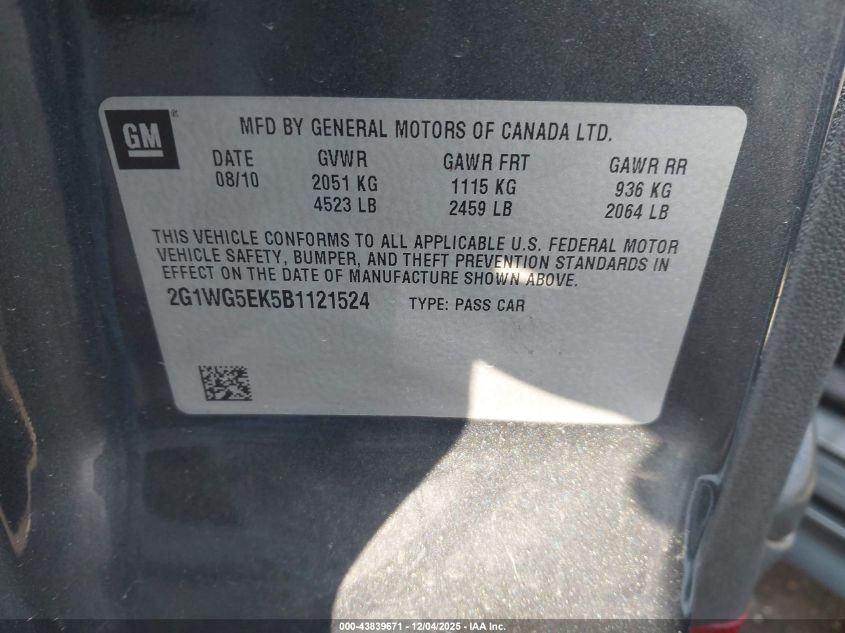 GM ®
MFD BY GENERAL MOTORS OF CANADA LTD.
DATE GVWR GAWR FRT GAWR RR
08/10 2051 KG 1115 KG 936 KG
4523 LB 2459 LB 2064 LB
THIS VEHICLE CONFORMS TO ALL APPLICABLE U.S. FEDERAL MOTOR
VEHICLE SAFETY, BUMPER, AND THEFT PREVENTION STANDARDS IN
EFFECT ON THE DATE OF MANUFACTURE SHOWN ABOVE.
2G1WG5EK5B1121524 TYPE: PASS CAR
000-43839671 - 12/04/2025 - IAA Inc.